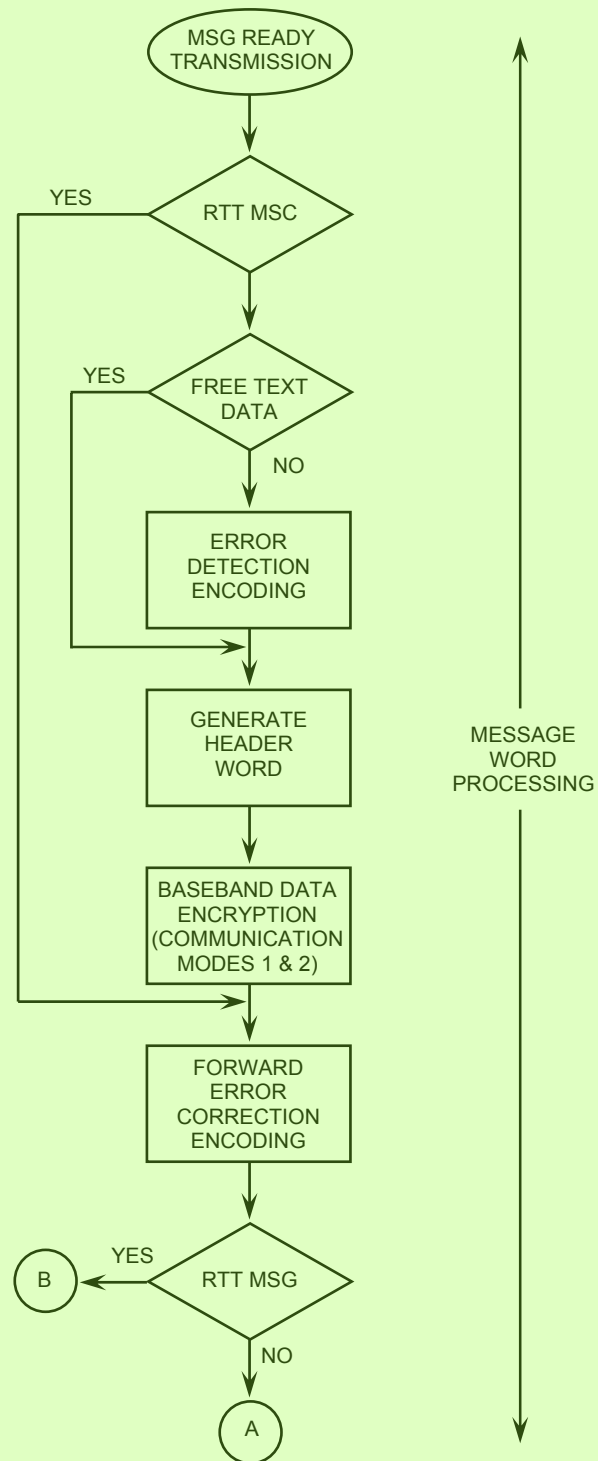 MSG READY
TRANSMISSION
YES
RTT MSC
YES
FREE TEXT
DATA
NO
ERROR
DETECTION
ENCODING
GENERATE
HEADER
WORD
MESSAGE
WORD
PROCESSING
BASEBAND DATA
ENCRYPTION
(COMMUNICATION
MODES 1 & 2)
FORWARD
ERROR
CORRECTION
ENCODING
YES
B
RTT MSG
NO
A